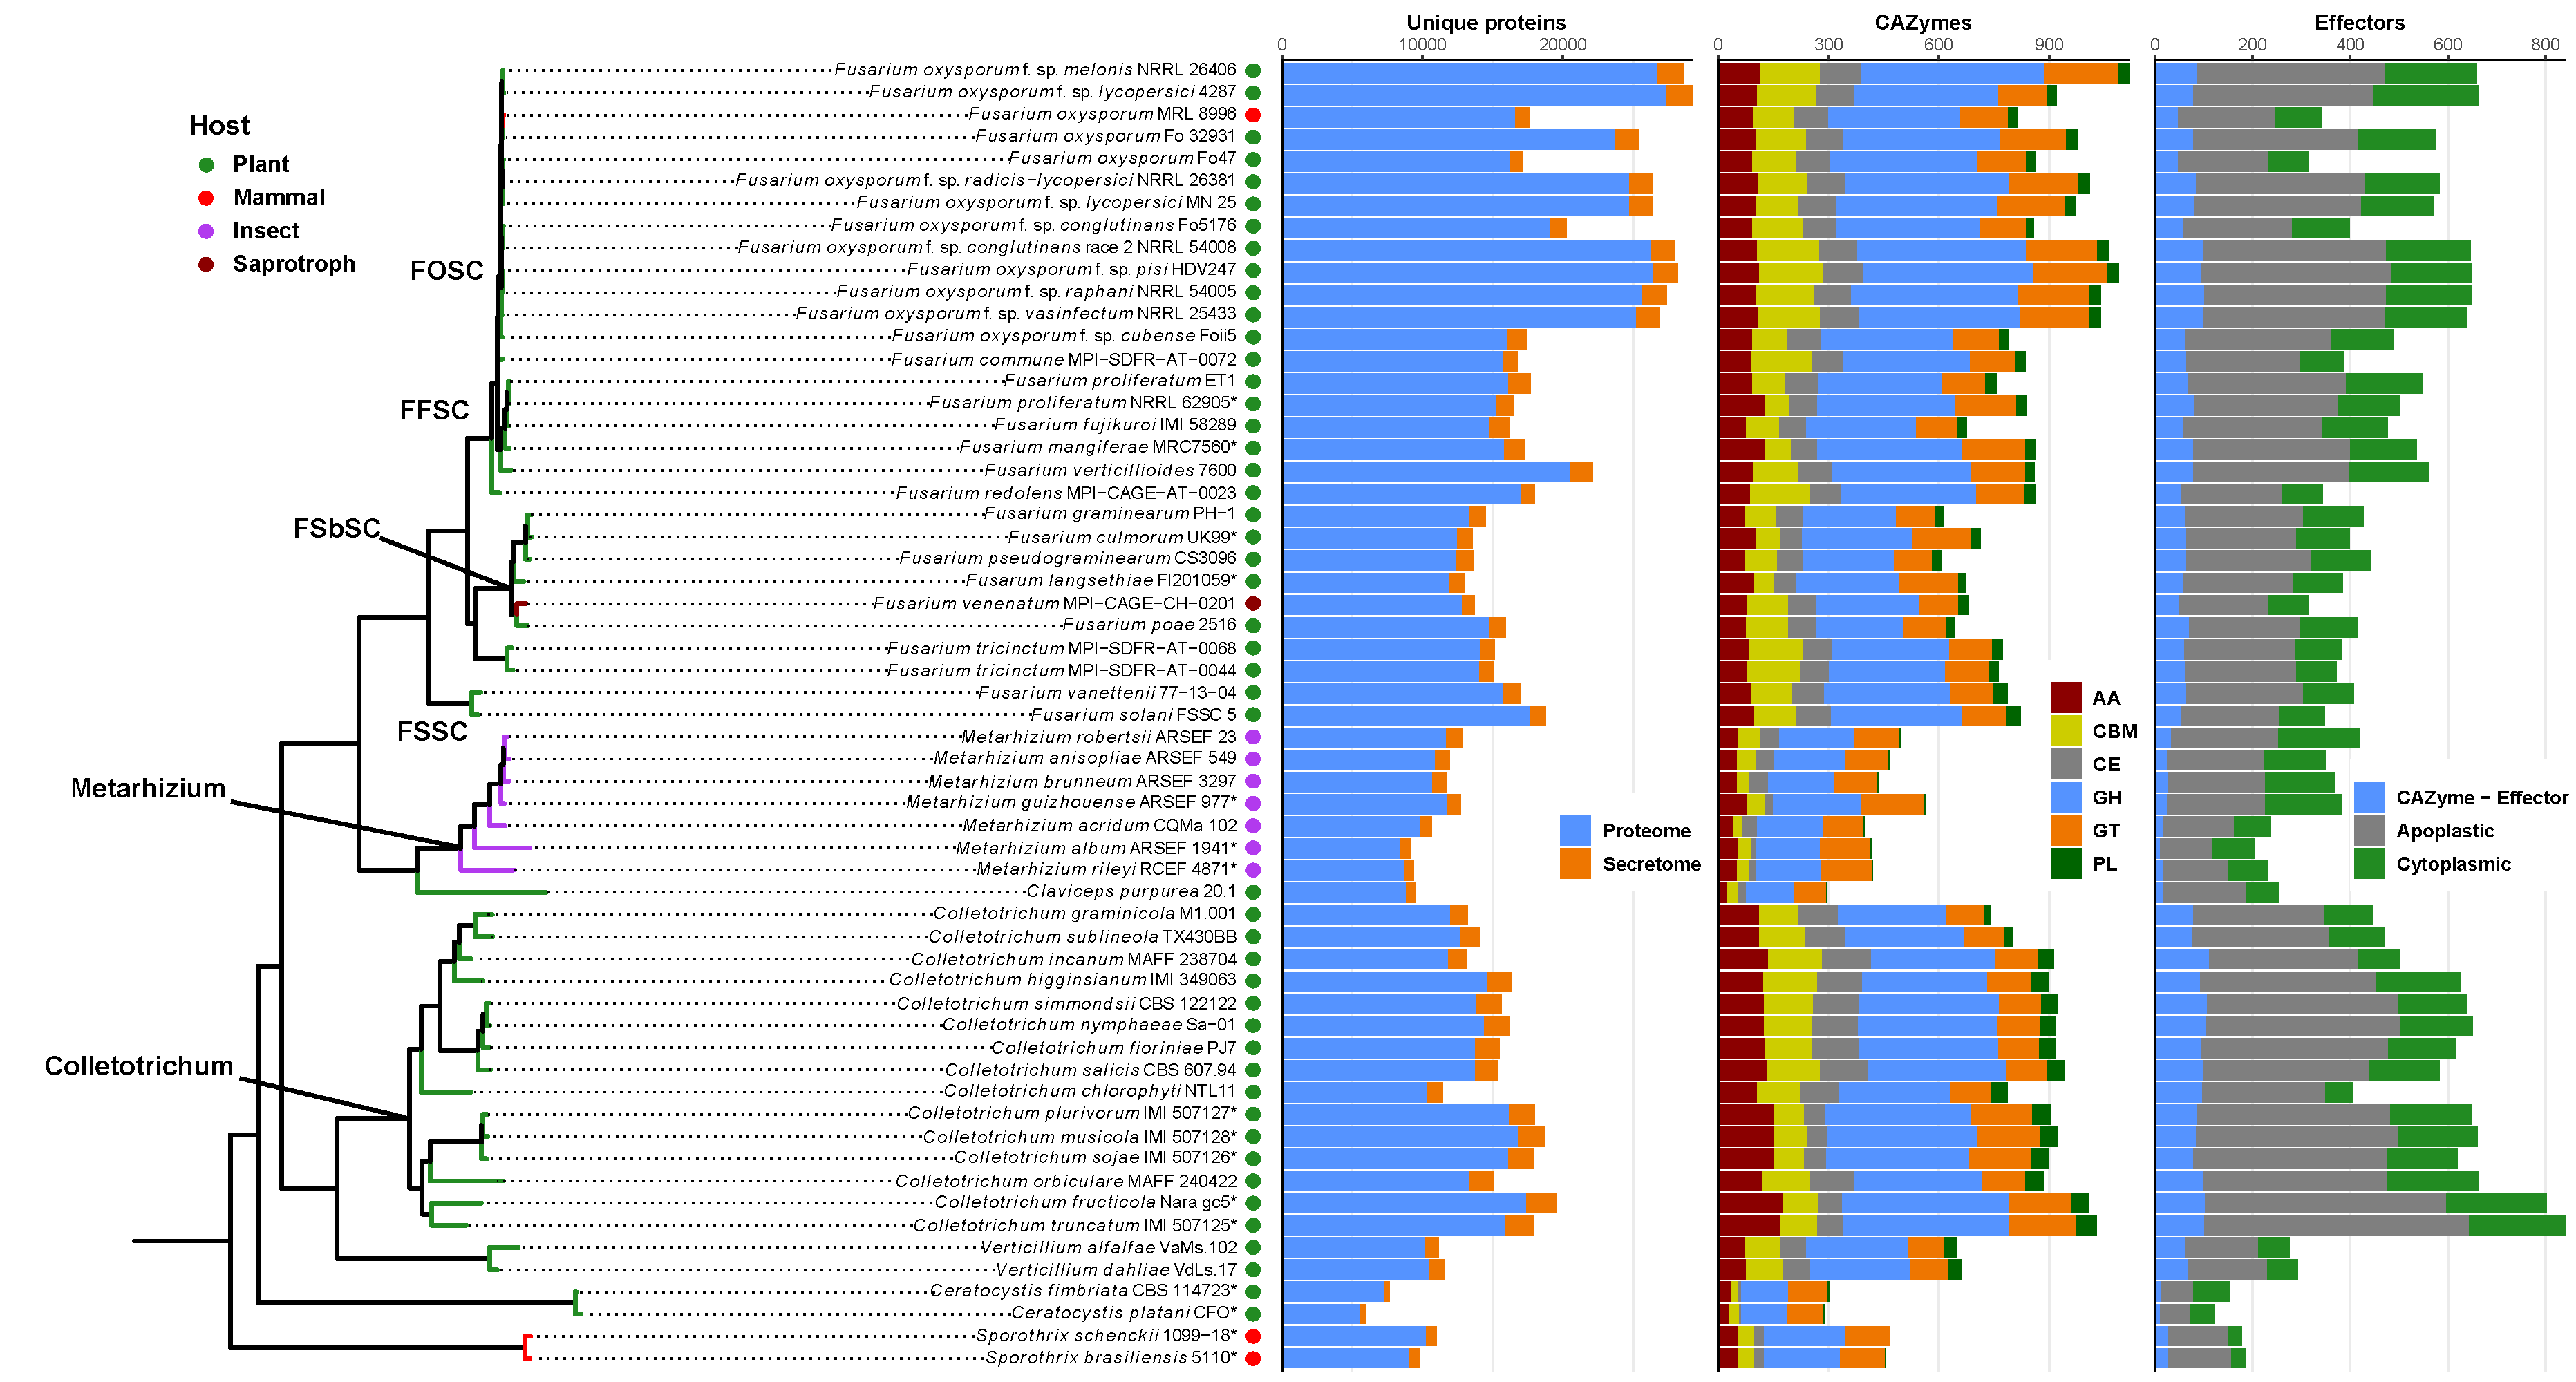 Unique proteins
CAZymes
Effectors
0 10000 20000
0 300 600 900
0 200 400 600 800
Host
Plant
Mammal
Insect
Saprotroph
FOSC
FFSC
FSbSC
FSSC
Metarhizium
Colletotrichum
Fusarium oxysporum f. sp. melonis NRRL 26406
Fusarium oxysporum f. sp. lycopersici 4287
Fusarium oxysporum MRL 8996
Fusarium oxysporum Fo 32931
Fusarium oxysporum Fo47
Fusarium oxysporum f. sp. radicis-lycopersici NRRL 26381
Fusarium oxysporum f. sp. lycopersici MN 25
Fusarium oxysporum f. sp. conglutinans Fo5176
Fusarium oxysporum f. sp. conglutinans race 2 NRRL 54008
Fusarium oxysporum f. sp. pisi HDV247
Fusarium oxysporum f. sp. raphani NRRL 54005
Fusarium oxysporum f. sp. vasinfectum NRRL 25433
Fusarium oxysporum f. sp. cubense Foii5
Fusarium commune MPI-SDFR-AT-0072
Fusarium proliferatum ET1
Fusarium proliferatum NRRL 62905*
Fusarium fujikuroi IMI 58289
Fusarium mangiferae MRC7560*
Fusarium verticillioides 7600
Fusarium redolens MPI-CAGE-AT-0023
Fusarium graminearum PH-1
Fusarium culmorum UK99*
Fusarium pseudograminearum CS3096
Fusarum langsethiae FI201059*
Fusarium venenatum MPI-CAGE-CH-0201
Fusarium poae 2516
Fusarium tricinctum MPI-SDFR-AT-0068
Fusarium tricinctum MPI-SDFR-AT-0044
Fusarium vanettenii 77-13-04
Fusarium solani FSSC 5
Metarhizium robertsii ARSEF 23
Metarhizium anisopliae ARSEF 549
Metarhizium brunneum ARSEF 3297
Metarhizium guizhouense ARSEF 977*
Metarhizium acridum CQMa 102
Metarhizium album ARSEF 1941*
Metarhizium rileyi RCEF 4871*
Claviceps purpurea 20.1
Colletotrichum graminicola M1.001
Colletotrichum sublineola TX430BB
Colletotrichum incanum MAFF 238704
Colletotrichum higginsianum IMI 349063
Colletotrichum simmondsii CBS 122122
Colletotrichum nymphaeae Sa-01
Colletotrichum fioriniae PJ7
Colletotrichum salicis CBS 607.94
Colletotrichum chlorophyti NTL11
Colletotrichum plurivorum IMI 507127*
Colletotrichum musicola IMI 507128*
Colletotrichum sojae IMI 507126*
Colletotrichum orbiculare MAFF 240422
Colletotrichum fructicola Nara gc5*
Colletotrichum truncatum IMI 507125*
Verticillium alfalfae VaMs.102
Verticillium dahliae VdLs.17
Ceratocystis fimbriata CBS 114723*
Ceratocystis platani CFO*
Sporothrix schenckii 1099-18*
Sporothrix brasiliensis 5110*
Proteome
Secretome
AA
CBM
CE
GH
GT
PL
CAZyme – Effector
Apoplastic
Cytoplasmic